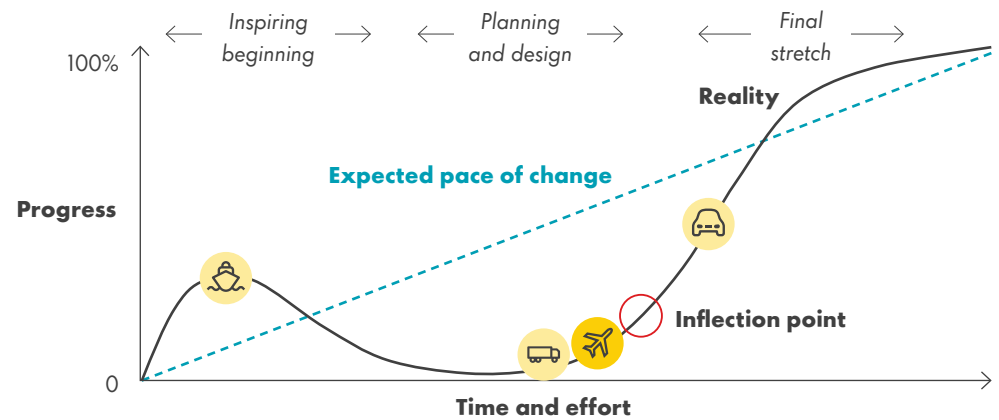 Inspiring
beginning
Planning
and design
Final
stretch
100%
Reality
Expected pace of change
Progress
Inflection point
0
Time and effort